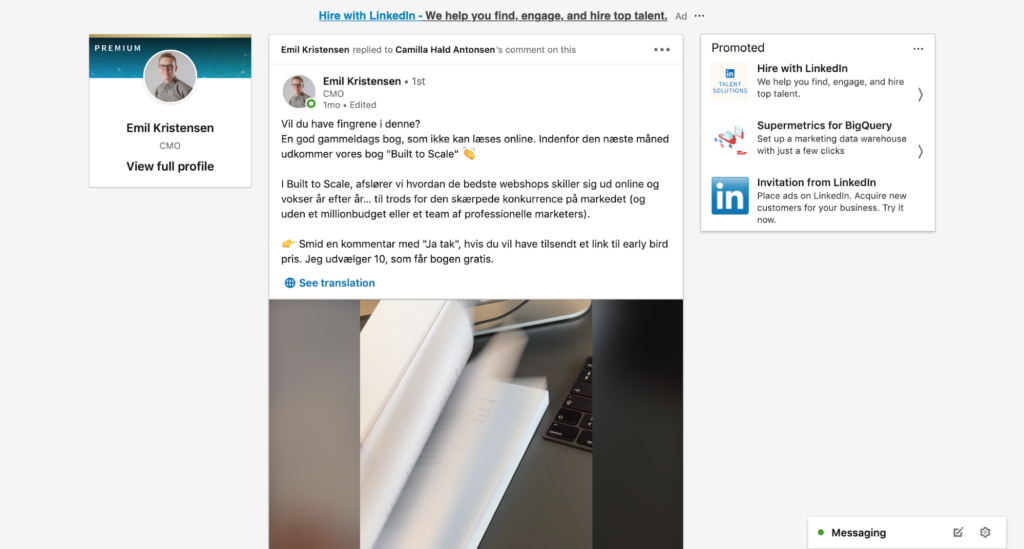 Hire with LinkedIn - We help you find, engage, and hire top talent. Ad
PREMIUM
Emil Kristensen
CMO
View full profile
Emil Kristensen replied to Camilla Hald Antonsen's comment on this
Emil Kristensen • 1st
CMO
1mo • Edited
Vil du have fingrene i denne?
En god gammeldags bog, som ikke kan læses online. Indenfor den næste måned
udkommer vores bog "Built to Scale" 👏
I Built to Scale, afslører vi hvordan de bedste webshops skiller sig ud online og
vokser år efter år... til trods for den skærpede konkurrence på markedet (og
uden et millionbudget eller et team af professionelle marketers).
👉 Smid en kommentar med "Ja tak", hvis du vil have tilsendt et link til early bird
pris. Jeg udvælger 10, som får bogen gratis.
See translation
Promoted
in
TALENT
SOLUTIONS
Hire with LinkedIn
We help you find, engage, and hire
top talent.
Supermetrics for BigQuery
Set up a marketing data warehouse
with just a few clicks
in
Invitation from LinkedIn
Place ads on LinkedIn. Acquire new
customers for your business. Try it
now.
Messaging